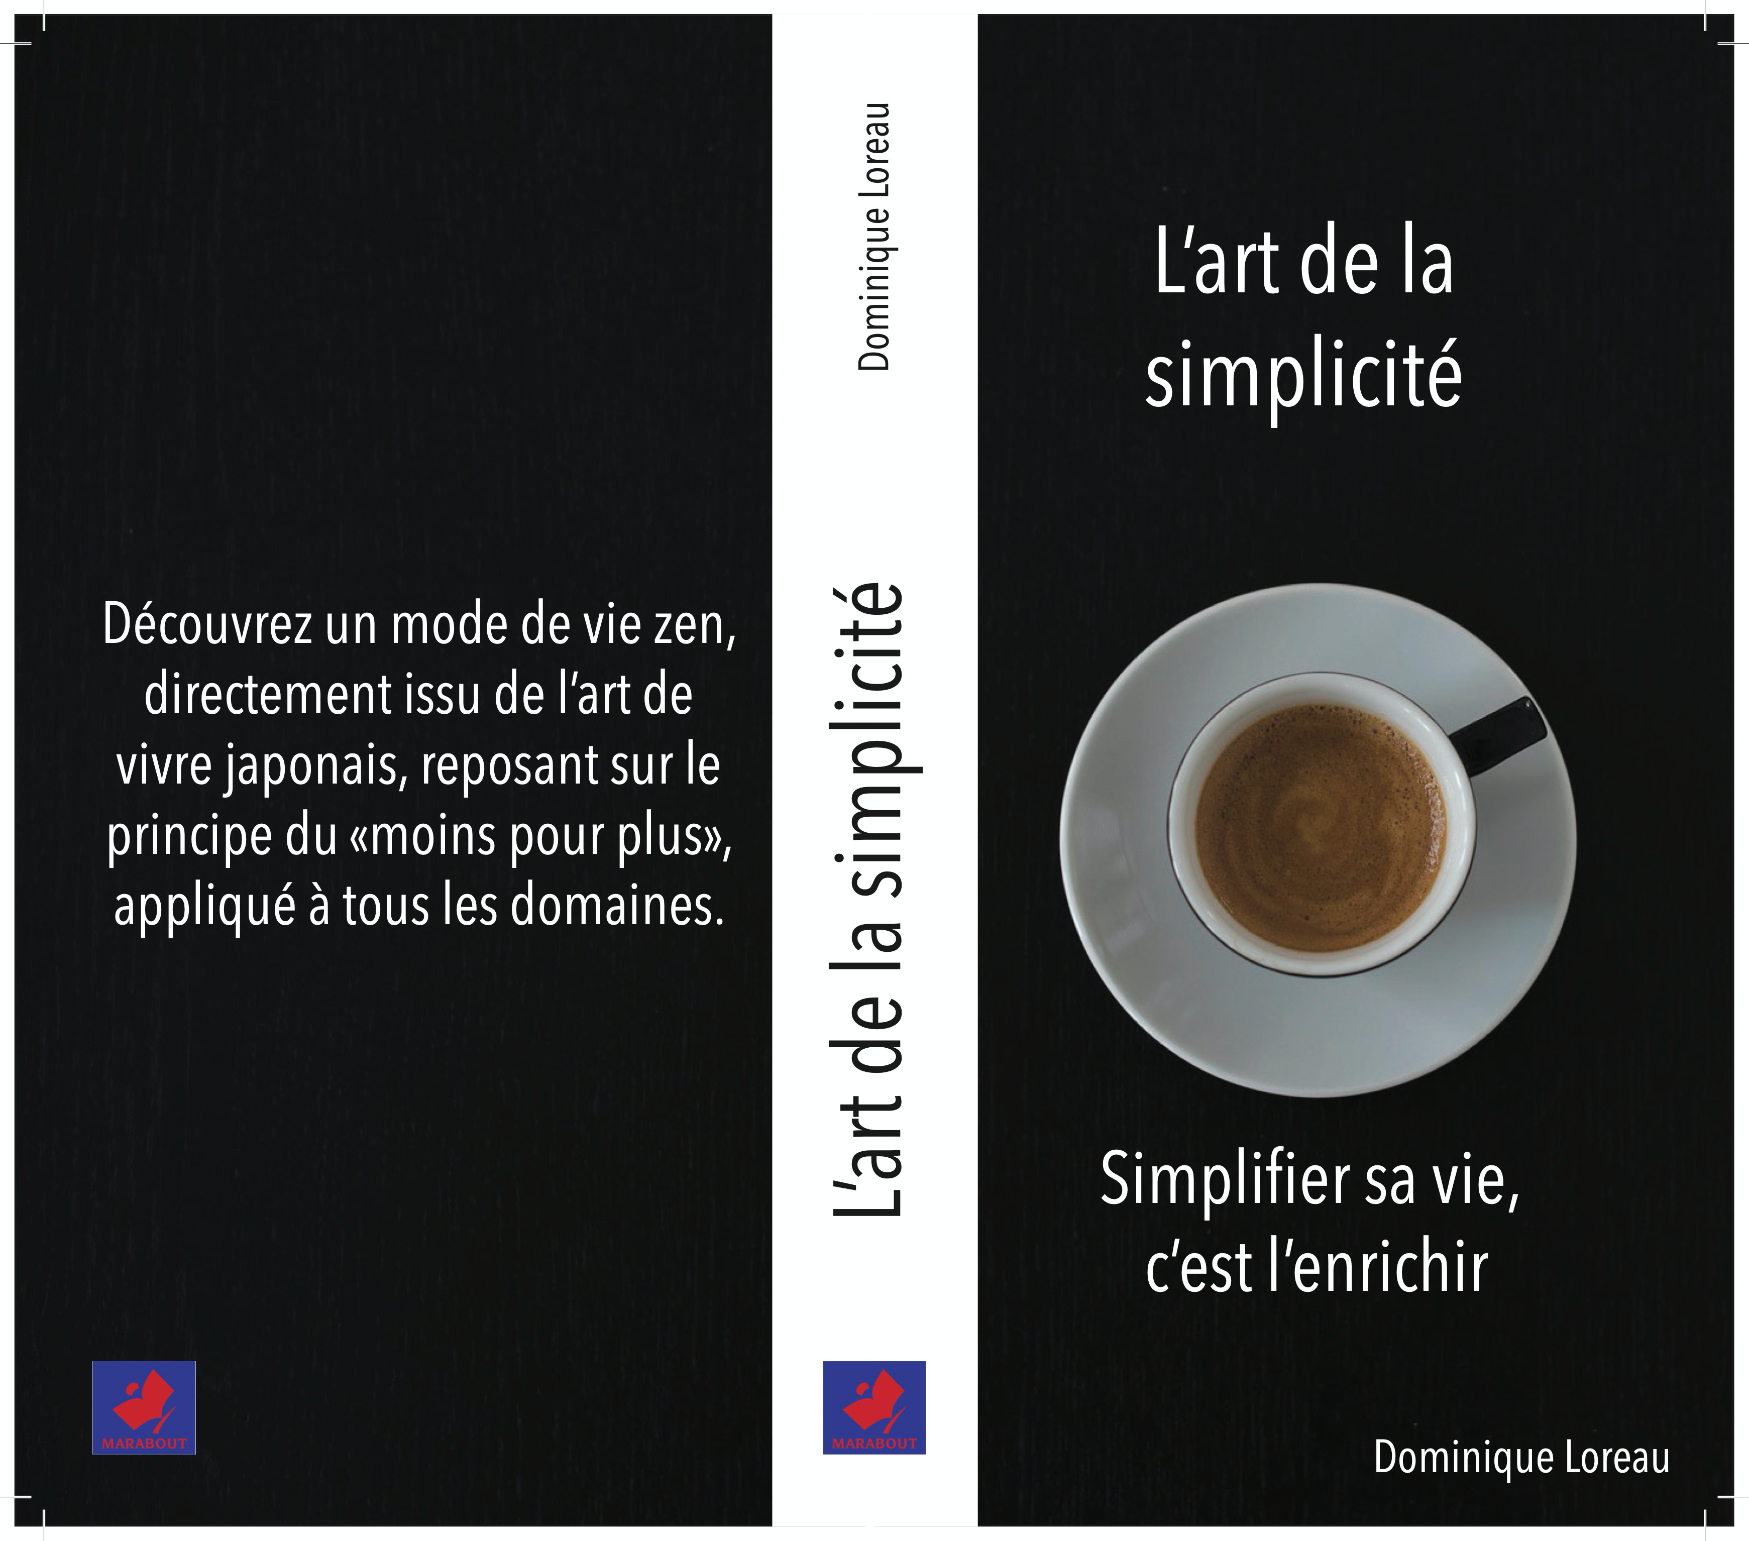 Découvrez un mode de vie zen,
directement issu de l’art de
vivre japonais, reposant sur le
principe du «moins pour plus»,
appliqué à tous les domaines.
MARABOUT
Dominique Loreau
L’art de la simplicité
MARABOUT
L’art de la
simplicité
Simplifier sa vie,
c’est l’enrichir
Dominique Loreau